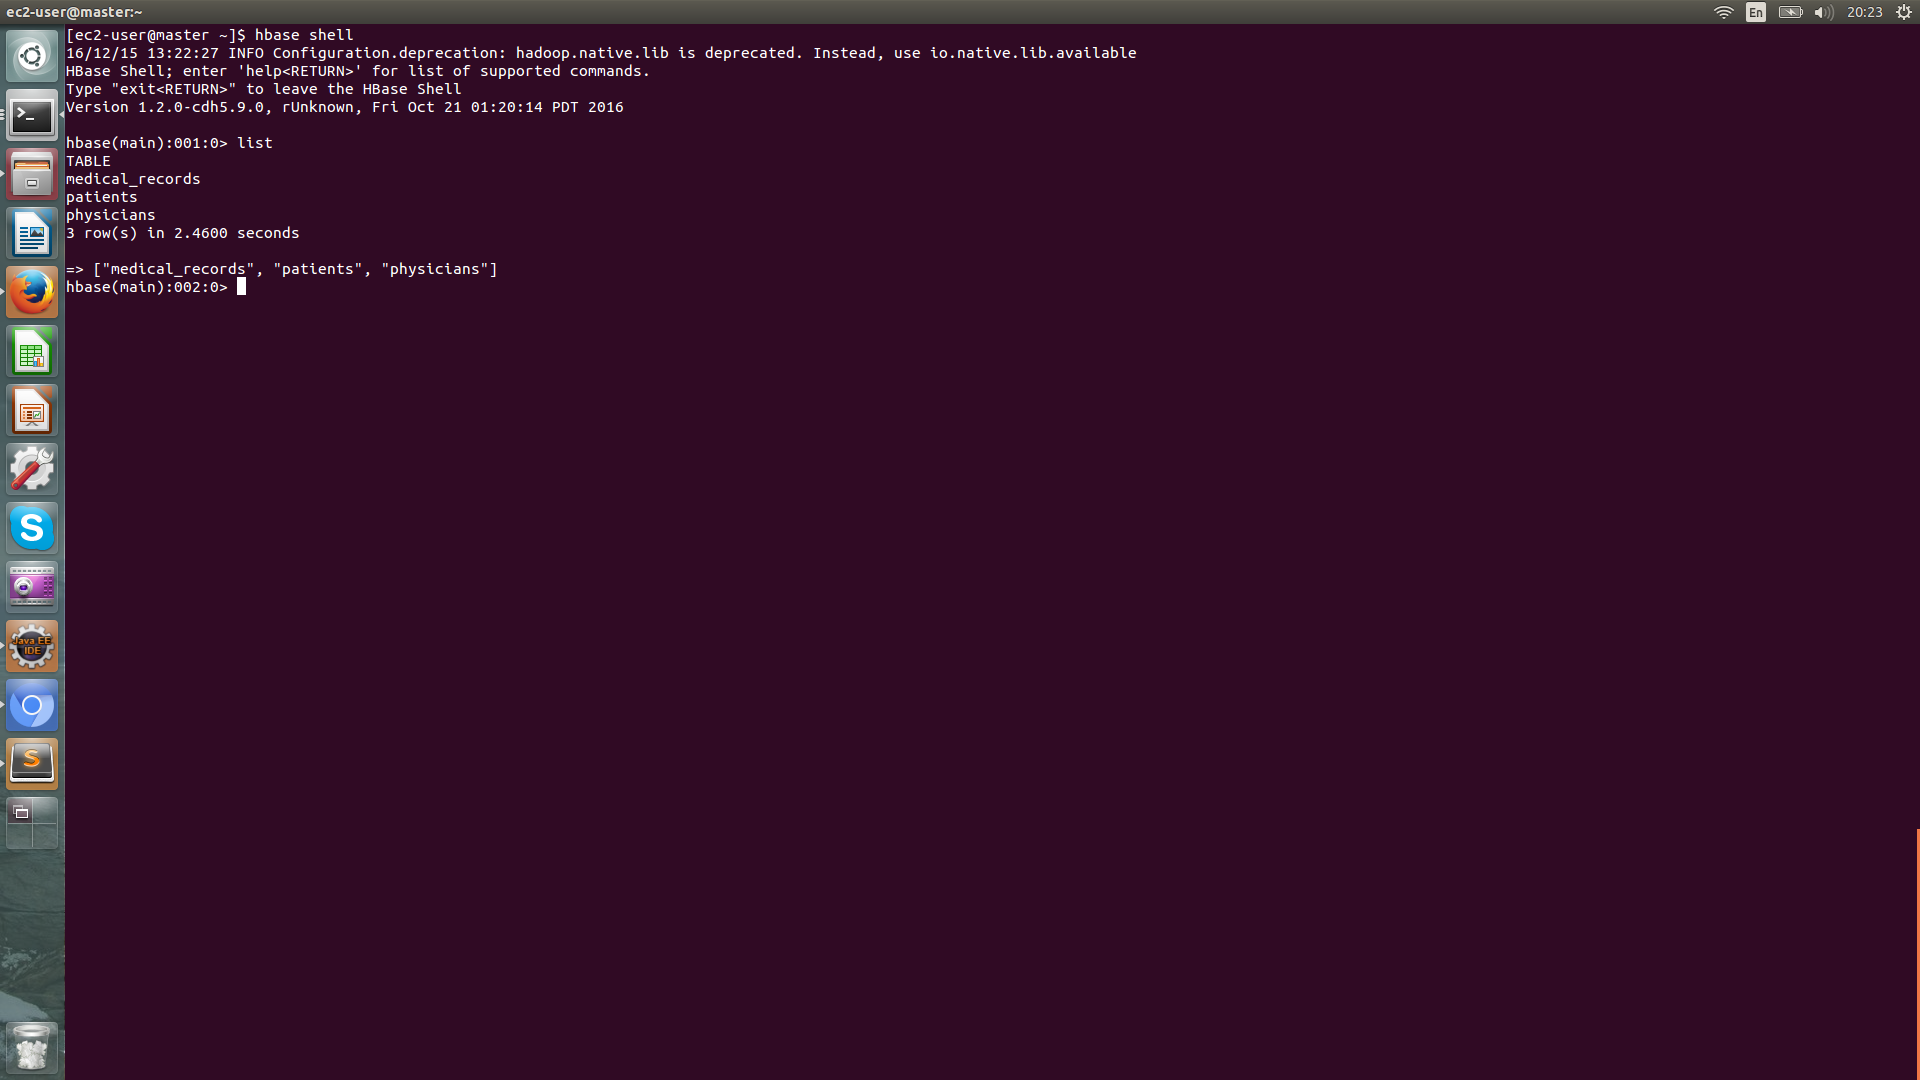 ec2-user@master:~
En
20:23
[ec2-user@master ~]$ hbase shell
16/12/15 13:22:27 INFO Configuration.deprecation: hadoop.native.lib is deprecated. Instead, use io.native.lib.available
HBase Shell; enter 'help<RETURN>' for list of supported commands.
Type "exit<RETURN>" to leave the HBase Shell
Version 1.2.0-cdh5.9.0, rUnknown, Fri Oct 21 01:20:14 PDT 2016
hbase(main):001:0> list
TABLE
medical_records
patients
physicians
3 row(s) in 2.4600 seconds
=> ["medical_records", "patients", "physicians"]
hbase(main):002:0>
Java EE
IDE